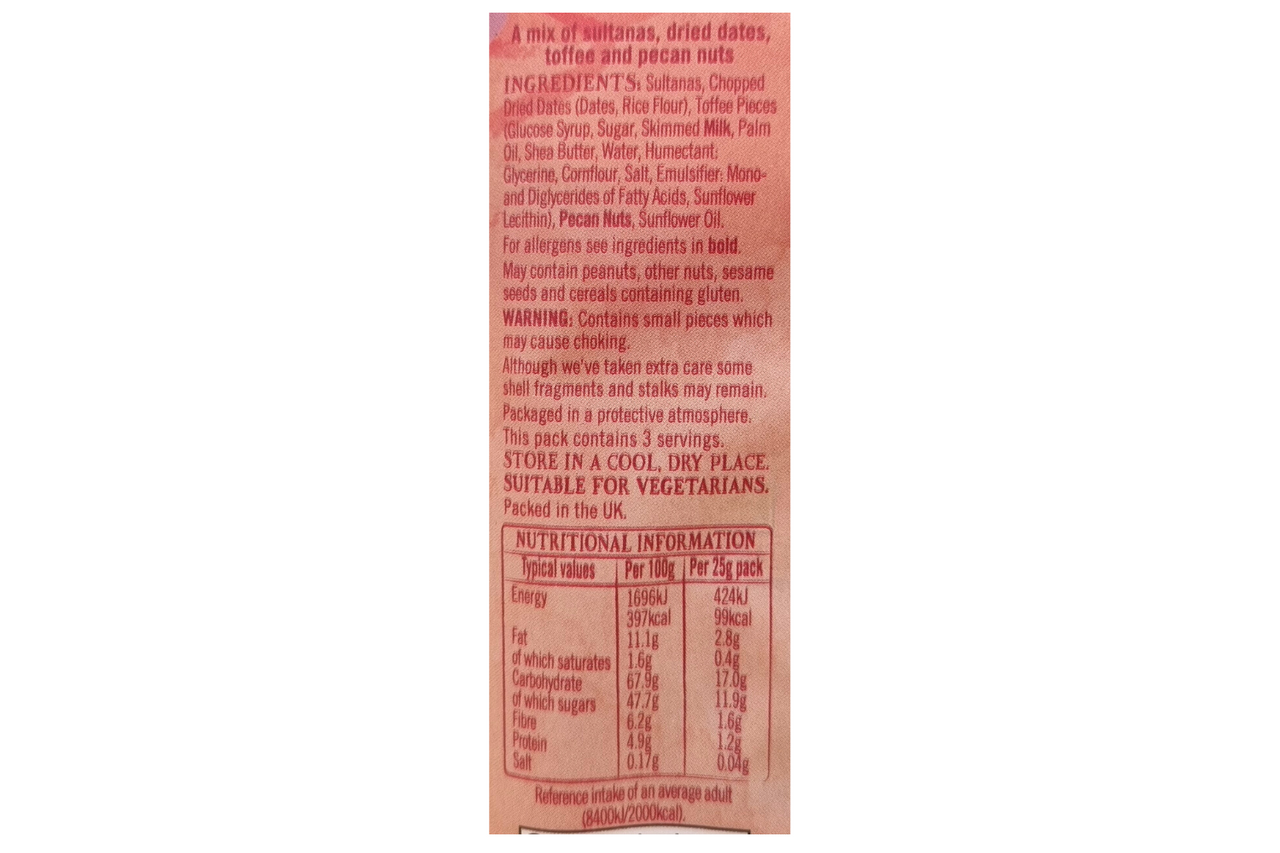 A mix of sultanas, dried dates,
toffee and pecan nuts
INGREDIENTS: Sultanas, Chopped
Dried Dates (Dates, Rice Flour), Toffee Pieces
(Glucose Syrup, Sugar, Skimmed Milk, Palm
Oil, Shea Butter, Water, Humectant:
Glycerine, Cornflour, Salt, Emulsifier: Mono-
and Diglycerides of Fatty Acids, Sunflower
Lecithin), Pecan Nuts, Sunflower Oil.
For allergens see ingredients in bold.
May contain peanuts, other nuts, sesame
seeds and cereals containing gluten.
WARNING: Contains small pieces which
may cause choking.
Although we've taken extra care some
shell fragments and stalks may remain.
Packaged in a protective atmosphere.
This pack contains 3 servings.
STORE IN A COOL, DRY PLACE.
SUITABLE FOR VEGETARIANS.
Packed in the UK.
NUTRITIONAL INFORMATION
Typical values Per 100g Per 25g pack
Energy 1696kJ 424kJ
397kcal 99kcal
Fat 11.1g 2.8g
of which saturates 1.6g 0.4g
Carbohydrate 67.9g 17.0g
of which sugars 47.7g 11.9g
Fibre 6.2g 1.6g
Protein 4.9g 1.2g
Salt 0.17g 0.04g
Reference intake of an average adult
(8400kJ/2000kcal).